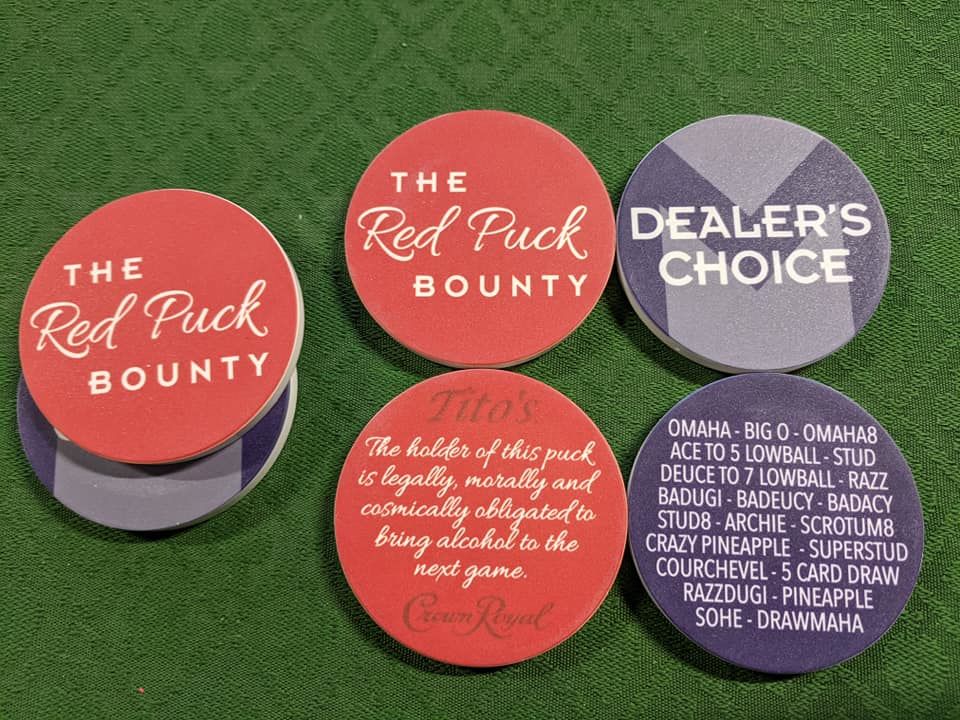 THE
Red Puck
BOUNTY
THE
Red Puck
BOUNTY
DEALER'S
CHOICE
Tito's
The holder of this puck
is legally, morally and
cosmically obligated to
bring alcohol to the
next game.
Crown Royal
OMAHA - BIG O - OMAHA8
ACE TO 5 LOWBALL - STUD
DEUCE TO 7 LOWBALL - RAZZ
BADUGI - BADEUCY - BADACY
STUD8 - ARCHIE - SCROTUM8
CRAZY PINEAPPLE - SUPERSTUD
COURCHEVEL - 5 CARD DRAW
RAZZDUGI - PINEAPPLE
SOHE - DRAWMAHA